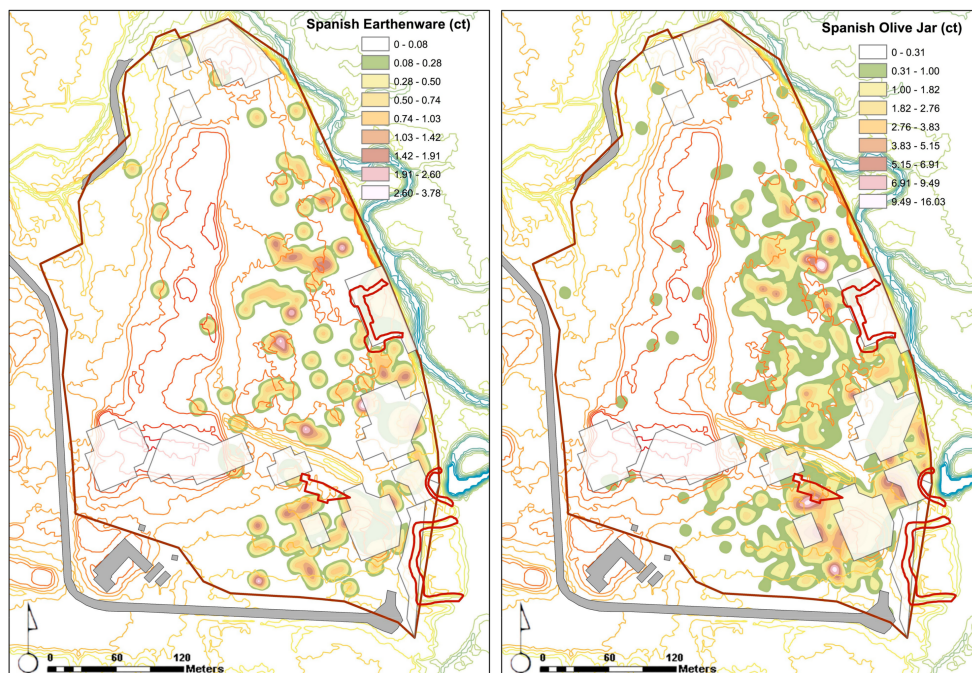 Spanish Earthenware (ct)
0 - 0.08
0.08 - 0.28
0.28 - 0.50
0.50 - 0.74
0.74 - 1.03
1.03 - 1.42
1.42 - 1.91
1.91 - 2.60
2.60 - 3.78
0 60 120
Meters
Spanish Olive Jar (ct)
0 - 0.31
0.31 - 1.00
1.00 - 1.82
1.82 - 2.76
2.76 - 3.83
3.83 - 5.15
5.15 - 6.91
6.91 - 9.49
9.49 - 16.03
0 60 120
Meters